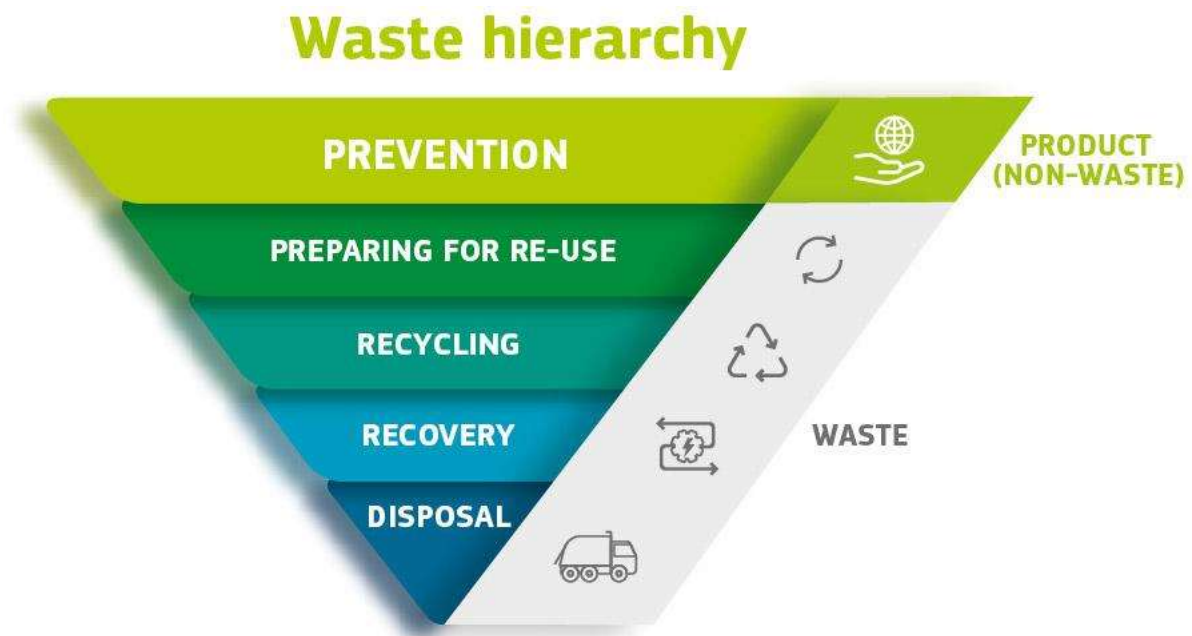 Waste hierarchy
PREVENTION
PRODUCT
(NON-WASTE)
PREPARING FOR RE-USE
RECYCLING
RECOVERY
WASTE
DISPOSAL